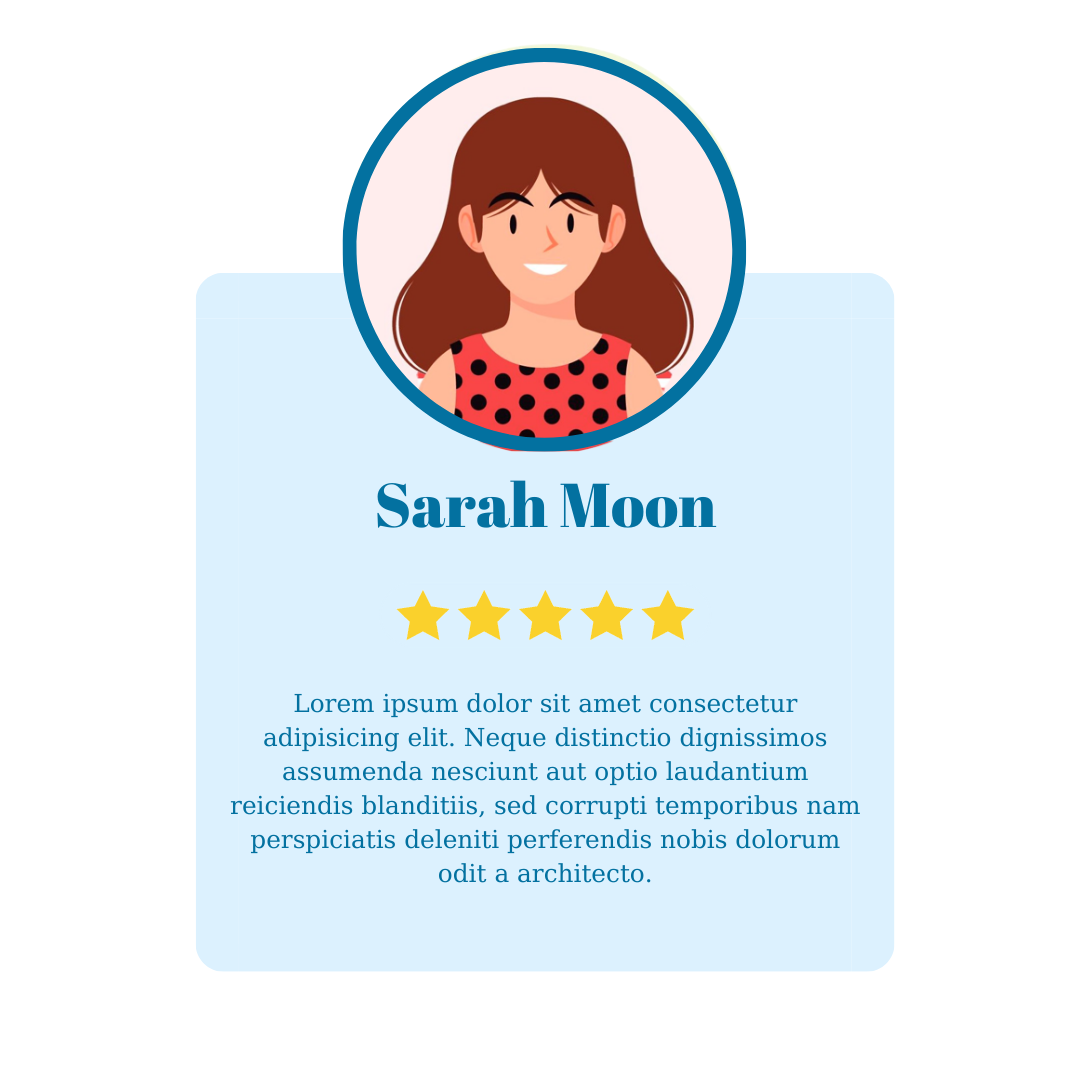 Sarah Moon
Lorem ipsum dolor sit amet consectetur
adipisicing elit. Neque distinctio dignissimos
assumenda nesciunt aut optio laudantium
reiciendis blanditiis, sed corrupti temporibus nam
perspiciatis deleniti perferendis nobis dolorum
odit a architecto.